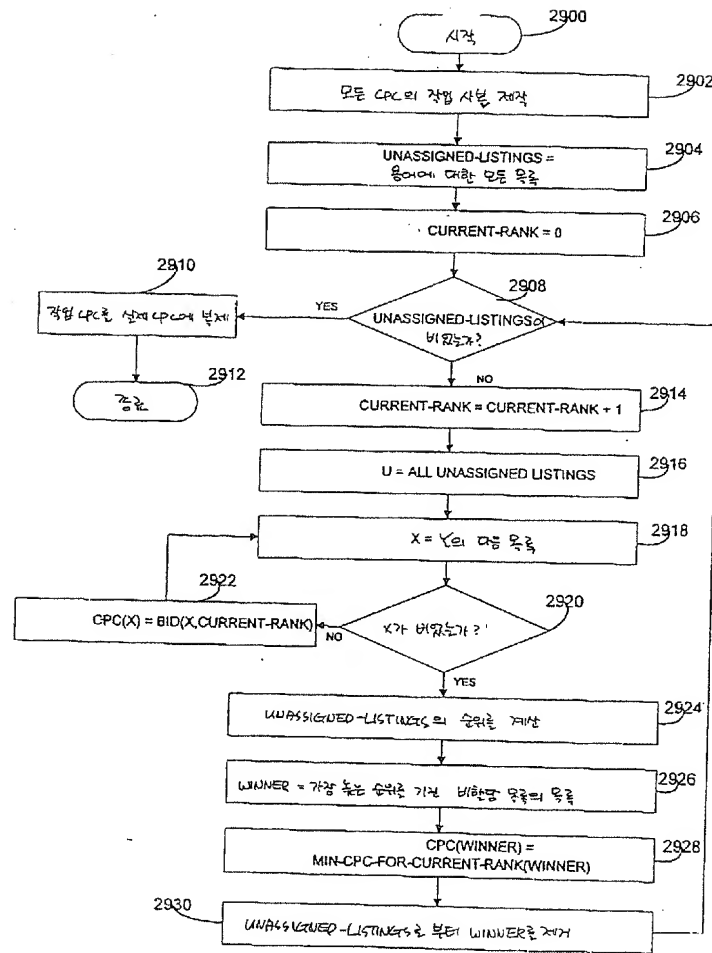 2900
시작
2902
모든 CPC의 작업 사본 제작
2904
UNASSIGNED-LISTINGS =
용어에 대한 모든 목록
2906
CURRENT-RANK = 0
2910
2908
작업 CPC를 실제 CPC에 복제
YES
UNASSIGNED-LISTINGS이
비었는가?
2912
종료
NO
2914
CURRENT-RANK = CURRENT-RANK + 1
2916
U = ALL UNASSIGNED LISTINGS
2918
X = Y의 다음 목록
2922
2920
CPC(X) = BID(X,CURRENT-RANK)
NO
X가 비었는가?
YES
2924
UNASSIGNED-LISTINGS의 순위를 계산
2926
WINNER = 가장 높은 순위를 가진 비할당 목록의 목록
2928
CPC(WINNER) =
MIN-CPC-FOR-CURRENT-RANK(WINNER)
2930
UNASSIGNED-LISTINGS로 부터 WINNER를 제거